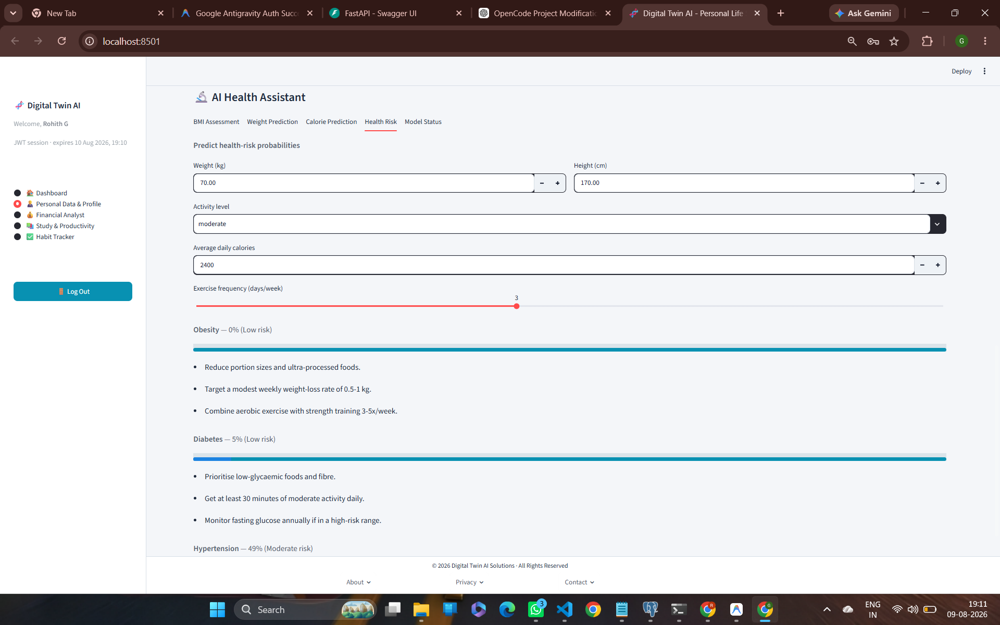 New Tab
Google Antigravity Auth Succ
FastAPI - Swagger UI
OpenCode Project Modificati
Digital Twin AI - Personal Life
Ask Gemini
localhost:8501
G
Deploy
Digital Twin AI
Welcome, Rohith G
JWT session · expires 10 Aug 2026, 19:10
Dashboard
Personal Data & Profile
Financial Analyst
Study & Productivity
Habit Tracker
Log Out
AI Health Assistant
BMI Assessment Weight Prediction Calorie Prediction Health Risk Model Status
Predict health-risk probabilities
Weight (kg) Height (cm)
70.00 − + 170.00 − +
Activity level
moderate
Average daily calories
2400 − +
Exercise frequency (days/week)
3
Obesity — 0% (Low risk)
• Reduce portion sizes and ultra-processed foods.
• Target a modest weekly weight-loss rate of 0.5-1 kg.
• Combine aerobic exercise with strength training 3-5x/week.
Diabetes — 5% (Low risk)
• Prioritise low-glycaemic foods and fibre.
• Get at least 30 minutes of moderate activity daily.
• Monitor fasting glucose annually if in a high-risk range.
Hypertension — 49% (Moderate risk)
© 2026 Digital Twin AI Solutions · All Rights Reserved
About Privacy Contact
Search
3
R
G
ENG
IN
19:11
09-08-2026